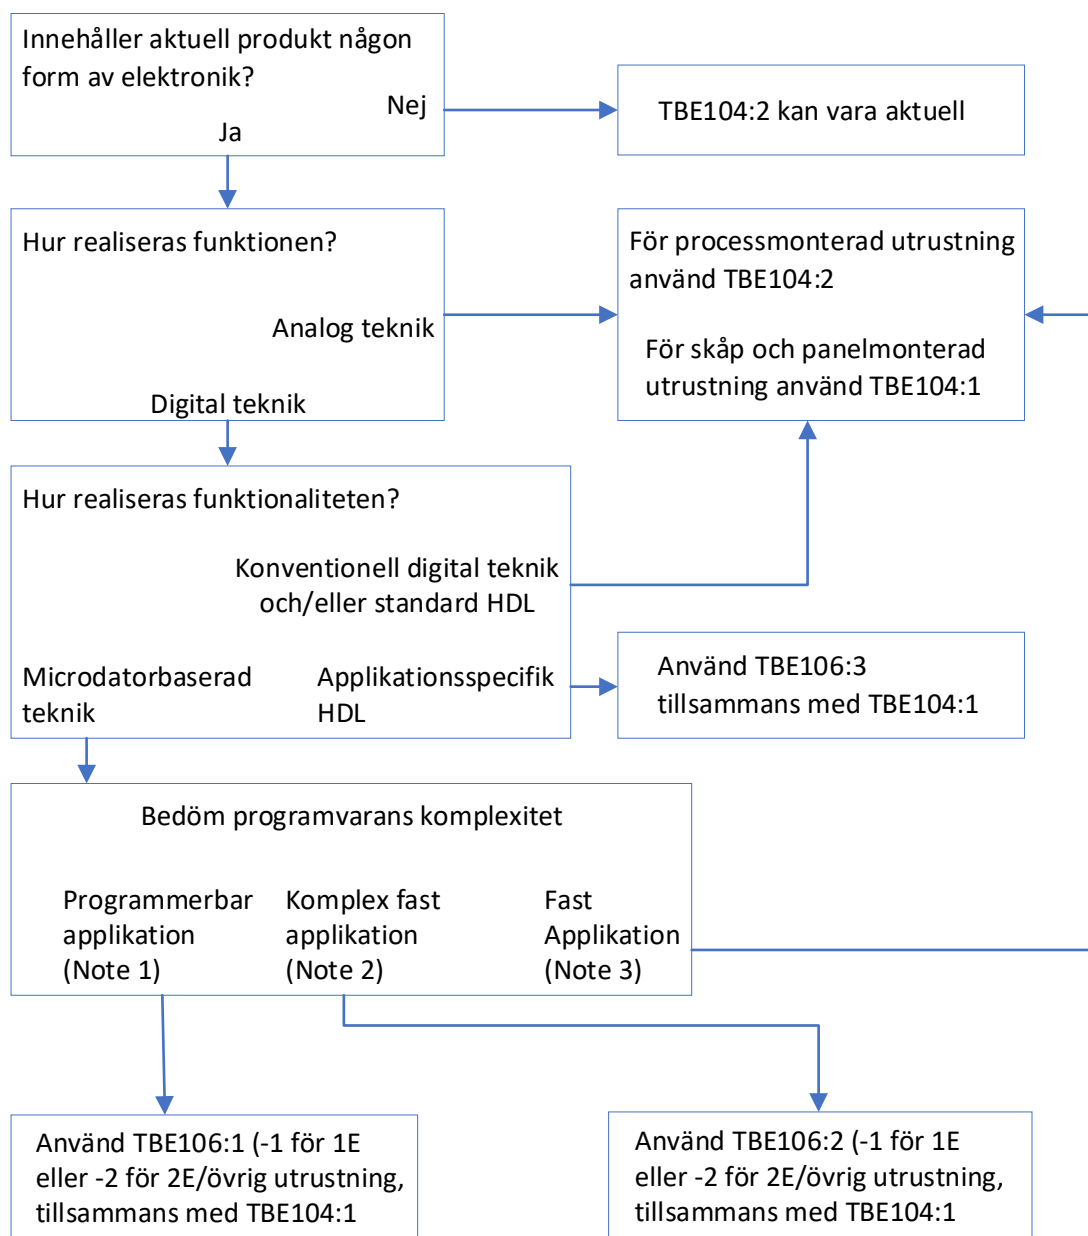 Innehåller aktuell produkt någon
form av elektronik?
Nej
Ja
TBE104:2 kan vara aktuell
Hur realiseras funktionen?
Analog teknik
Digital teknik
För processmonterad utrustning
använd TBE104:2
För skåp och panelmonterad
utrustning använd TBE104:1
Hur realiseras funktionaliteten?
Konventionell digital teknik
och/eller standard HDL
Microdatorbaserad
teknik
Applikationsspecifik
HDL
Använd TBE106:3
tillsammans med TBE104:1
Bedöm programvarans komplexitet
Programmerbar
applikation
(Note 1)
Komplex fast
applikation
(Note 2)
Fast
Applikation
(Note 3)
Använd TBE106:1 (-1 för 1E
eller -2 för 2E/övrig utrustning,
tillsammans med TBE104:1
Använd TBE106:2 (-1 för 1E
eller -2 för 2E/övrig utrustning,
tillsammans med TBE104:1